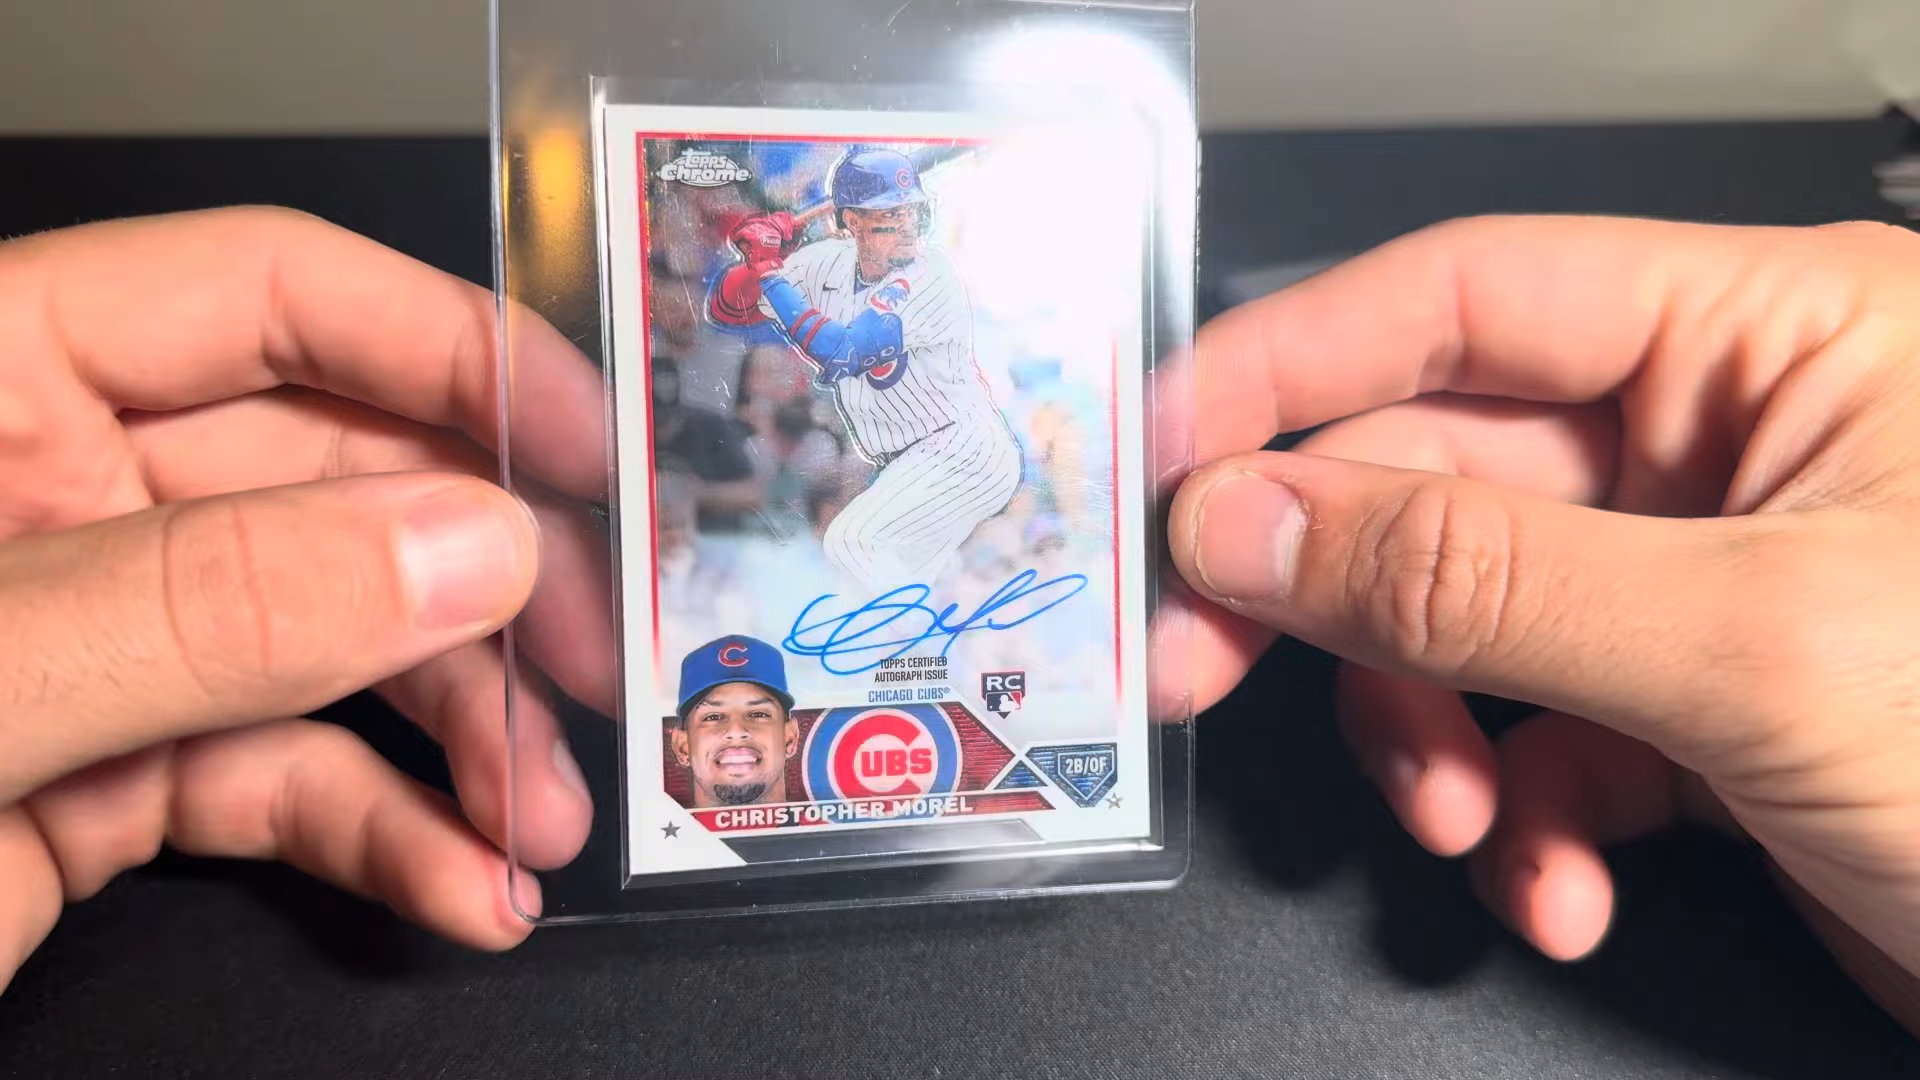 Topps
Chrome
C
TOPPS CERTIFIED
AUTOGRAPH ISSUE
CHICAGO CUBS®
RC
C
CUBS
2B/OF
CHRISTOPHER MOREL